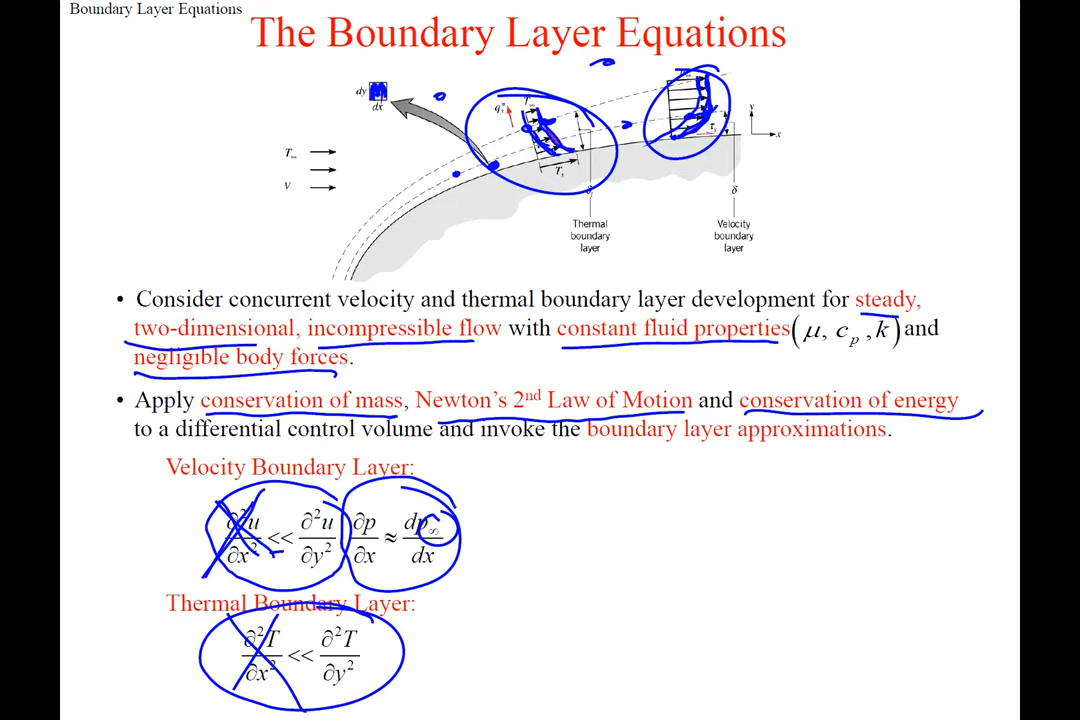 Boundary Layer Equations
The Boundary Layer Equations
dy
dx
T∞
V
q''s
T∞
Ts
δt
Thermal
boundary
layer
τs
y
x
δ
Velocity
boundary
layer
• Consider concurrent velocity and thermal boundary layer development for steady,
two-dimensional, incompressible flow with constant fluid properties (μ, cp, k) and
negligible body forces.
• Apply conservation of mass, Newton's 2nd Law of Motion and conservation of energy
to a differential control volume and invoke the boundary layer approximations.
Velocity Boundary Layer:
∂²u/∂x² << ∂²u/∂y² ∂p/∂x ≈ dp∞/dx
Thermal Boundary Layer:
∂²T/∂x² << ∂²T/∂y²